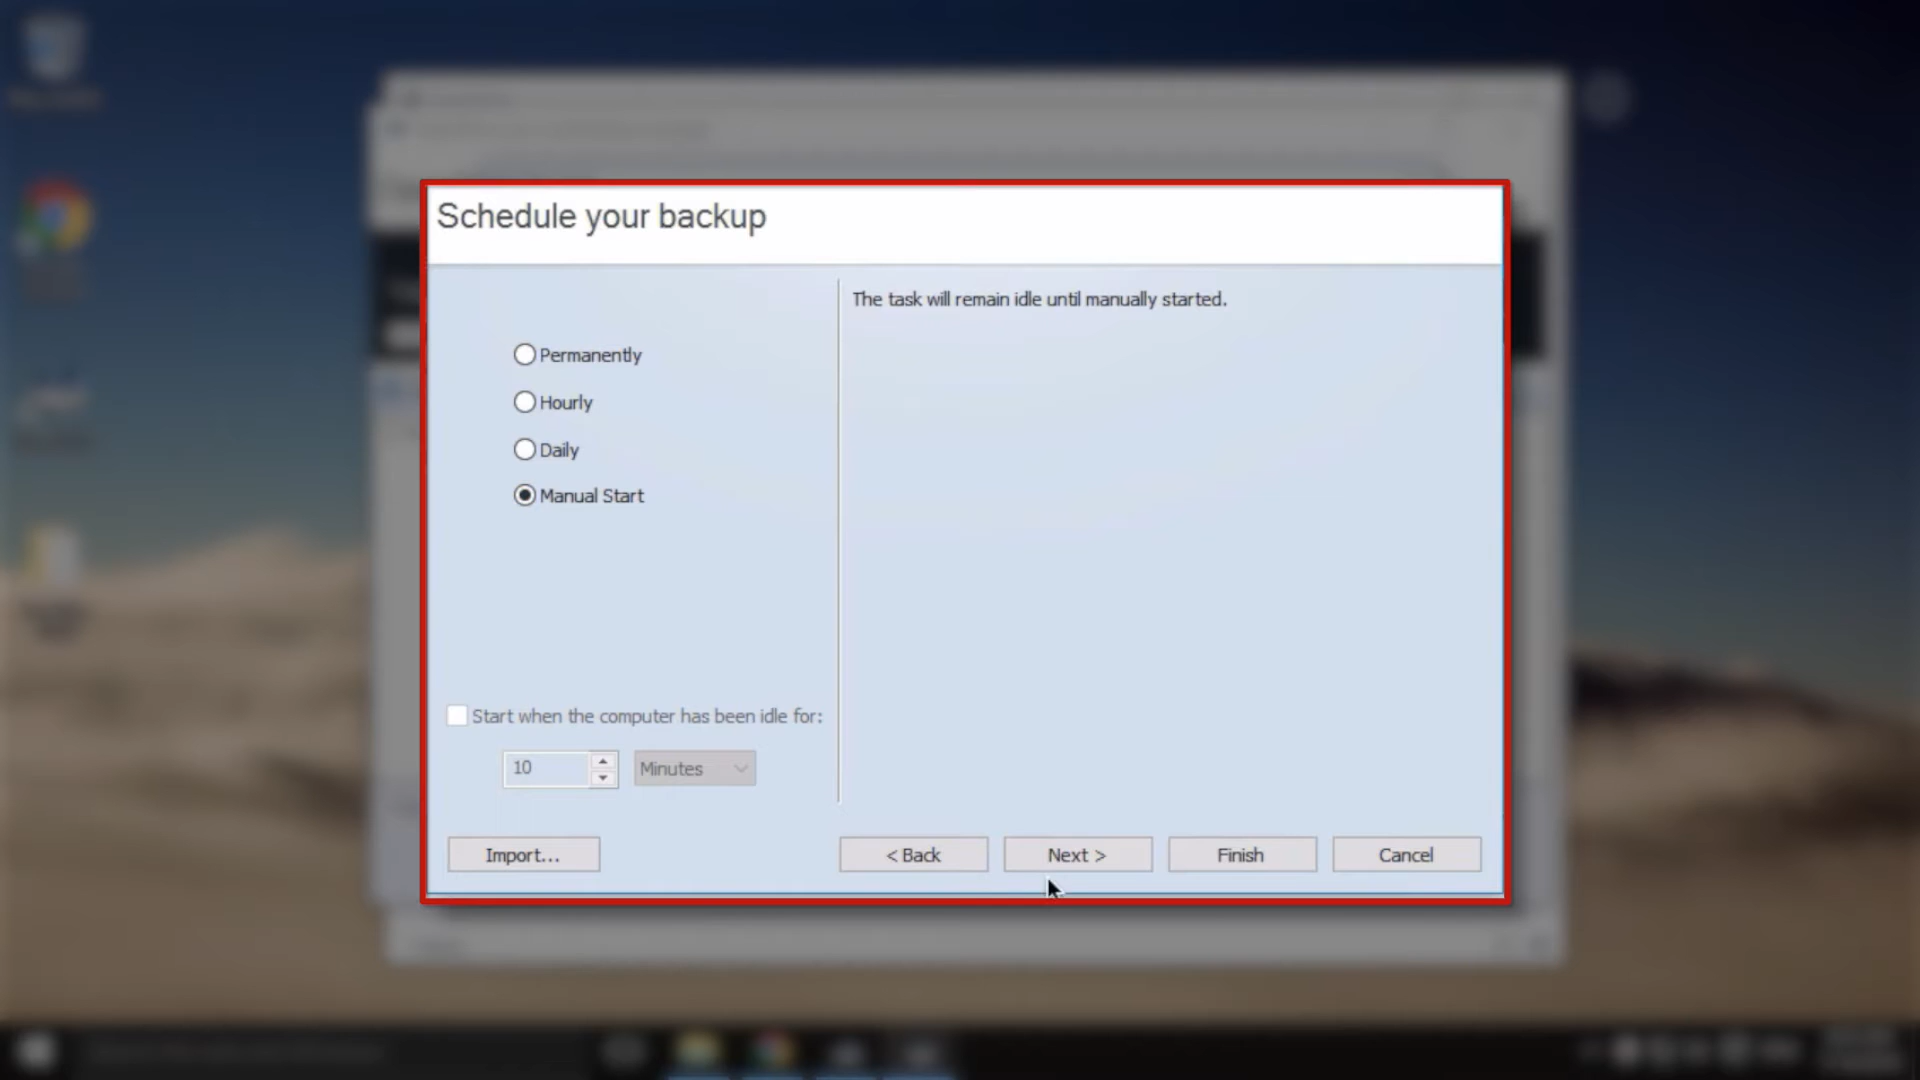 Schedule your backup
The task will remain idle until manually started.
Permanently
Hourly
Daily
Manual Start
Start when the computer has been idle for:
10 Minutes
Import... < Back Next > Finish Cancel